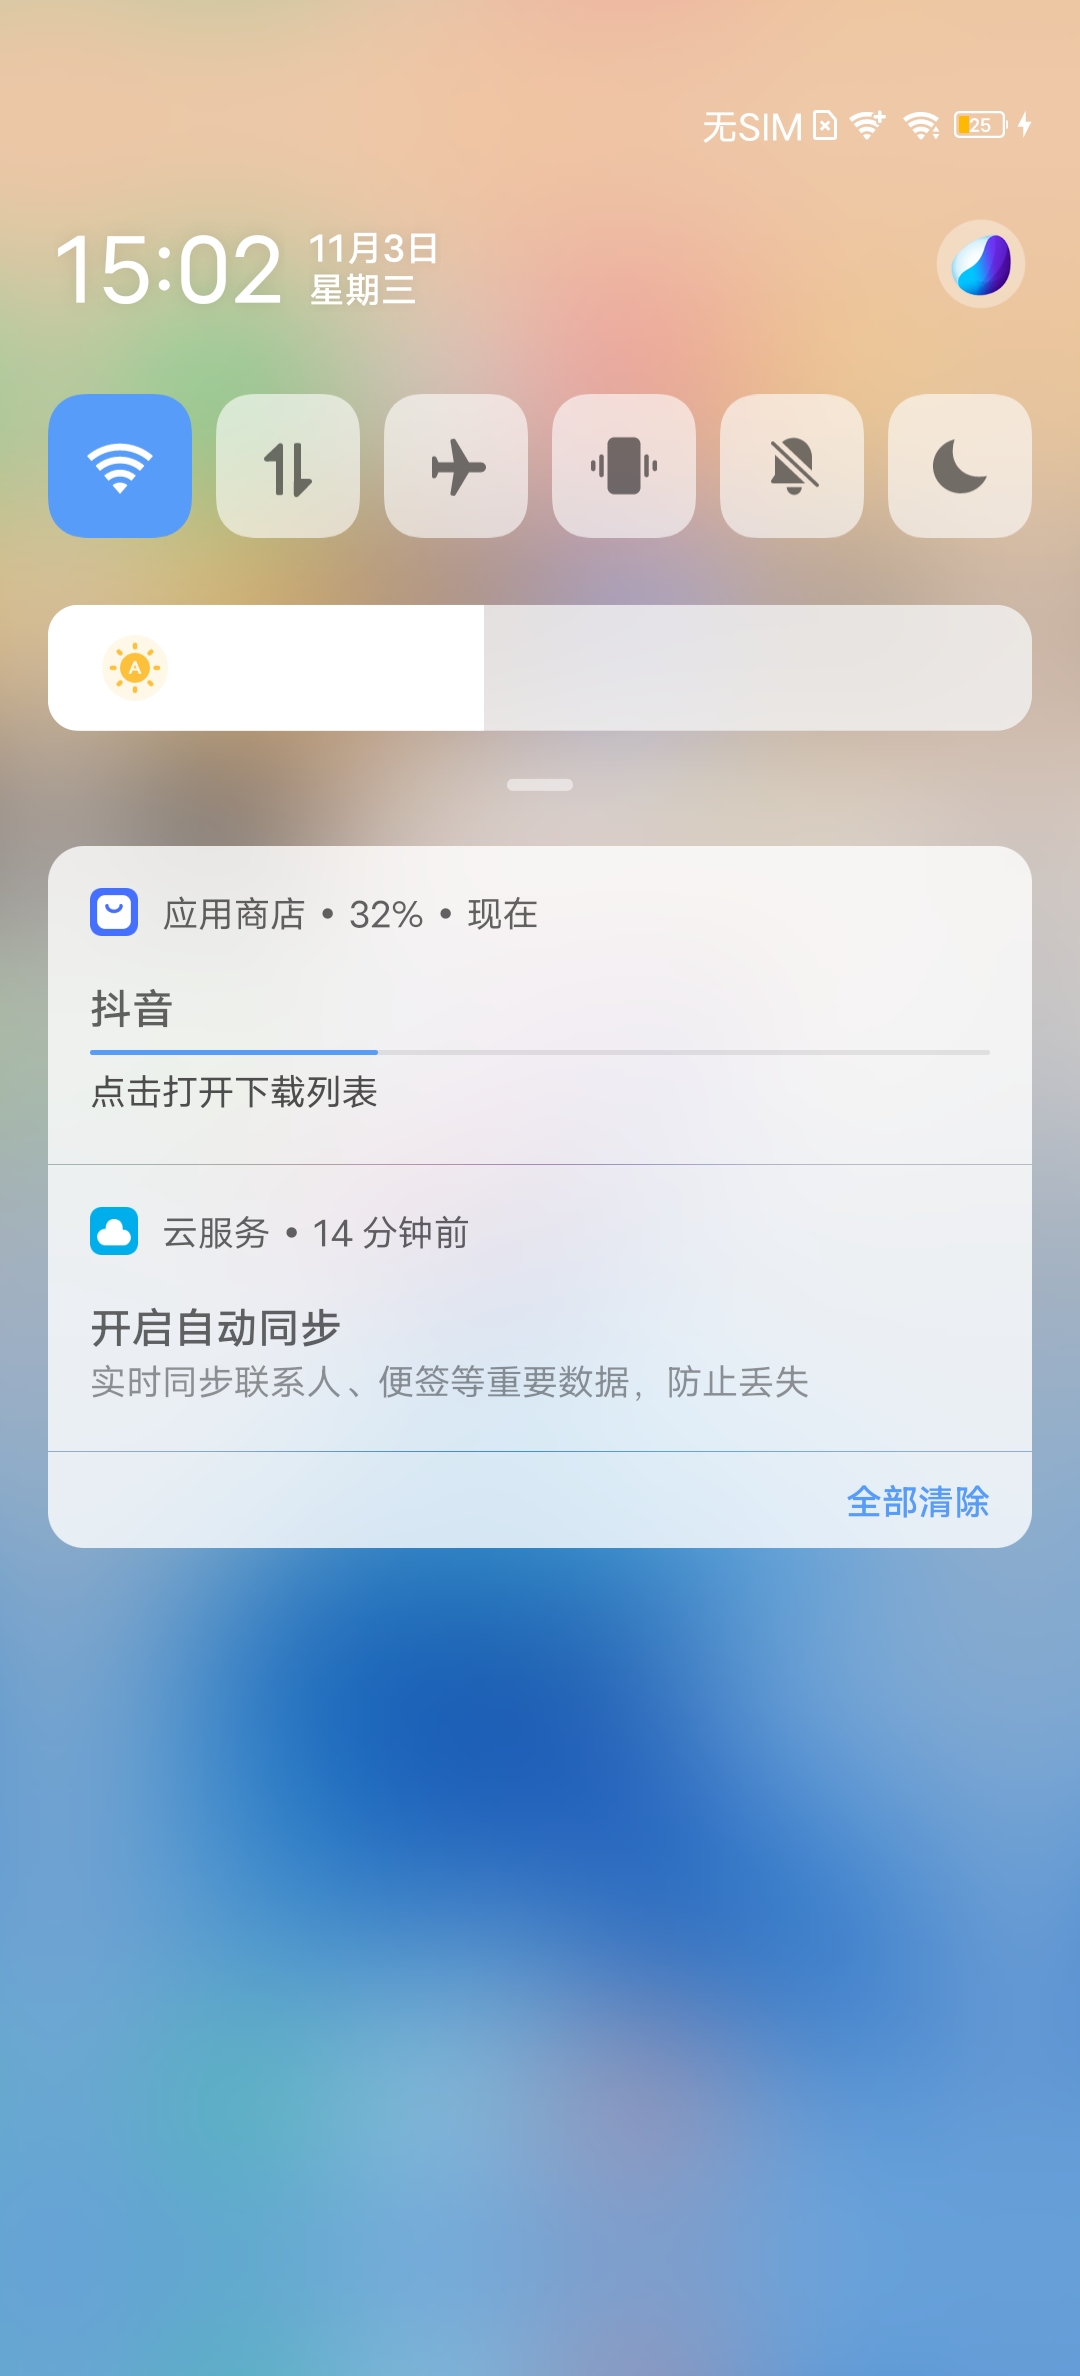 无SIM 25
15:02
11月3日
星期三
A
应用商店 • 32% • 现在
抖音
点击打开下载列表
云服务 • 14 分钟前
开启自动同步
实时同步联系人、便签等重要数据，防止丢失
全部清除